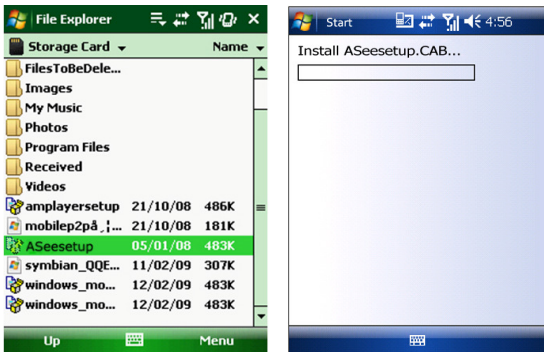 File Explorer
Storage Card Name
FilesToBeDele...
Images
My Music
Photos
Program Files
Received
Videos
amplayersetup 21/10/08 486K
mobilep2på¸¦... 21/10/08 181K
ASeesetup 05/01/08 483K
symbian_QQE... 11/02/09 307K
windows_mo... 12/02/09 483K
windows_mo... 12/02/09 483K
Up Menu
Start 4:56
Install ASeesetup.CAB...